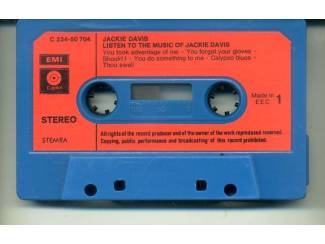 C 234-50 704
JACKIE DAVIS
LISTEN TO THE MUSIC OF JACKIE DAVIS
You took advantage of me - You forgot your gloves -
Should I - You do something to me - Calypso blues -
Thou swell
EMI
Capitol
STEREO
STEMRA
Made in
EEC
1
All rights of the record producer and of the owner of the work reproduced reserved.
Copying, public performance and broadcasting of this record prohibited.